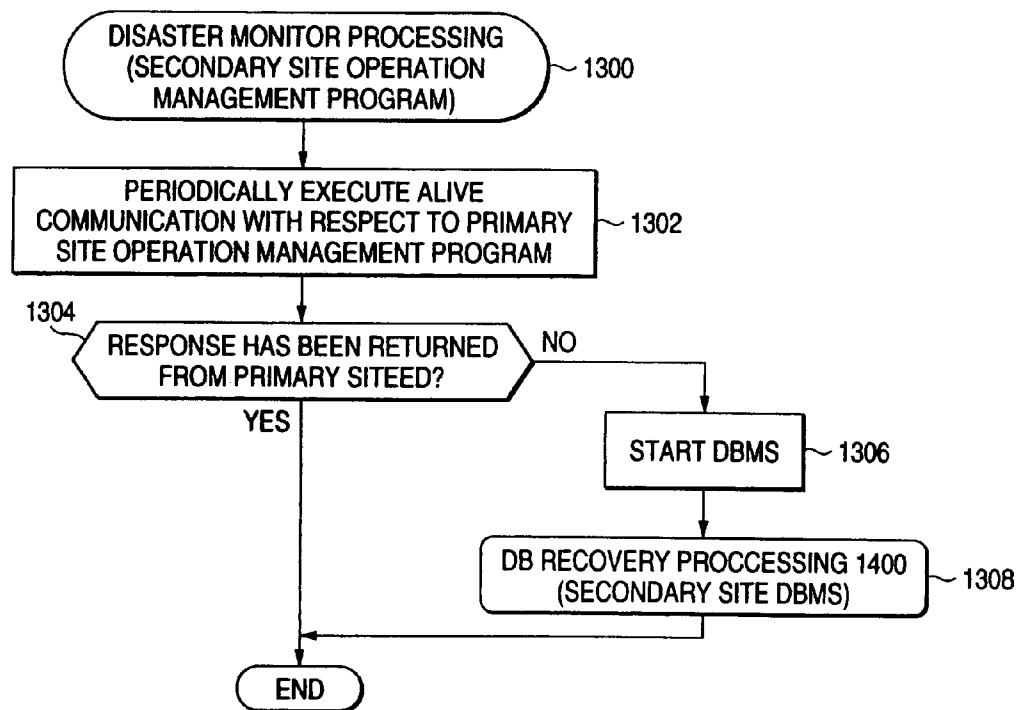 DISASTER MONITOR PROCESSING
(SECONDARY SITE OPERATION
MANAGEMENT PROGRAM)
1300
PERIODICALLY EXECUTE ALIVE
COMMUNICATION WITH RESPECT TO PRIMARY
SITE OPERATION MANAGEMENT PROGRAM
1302
1304
RESPONSE HAS BEEN RETURNED
FROM PRIMARY SITEED?
NO
YES
START DBMS
1306
DB RECOVERY PROCCESSING 1400
(SECONDARY SITE DBMS)
1308
END